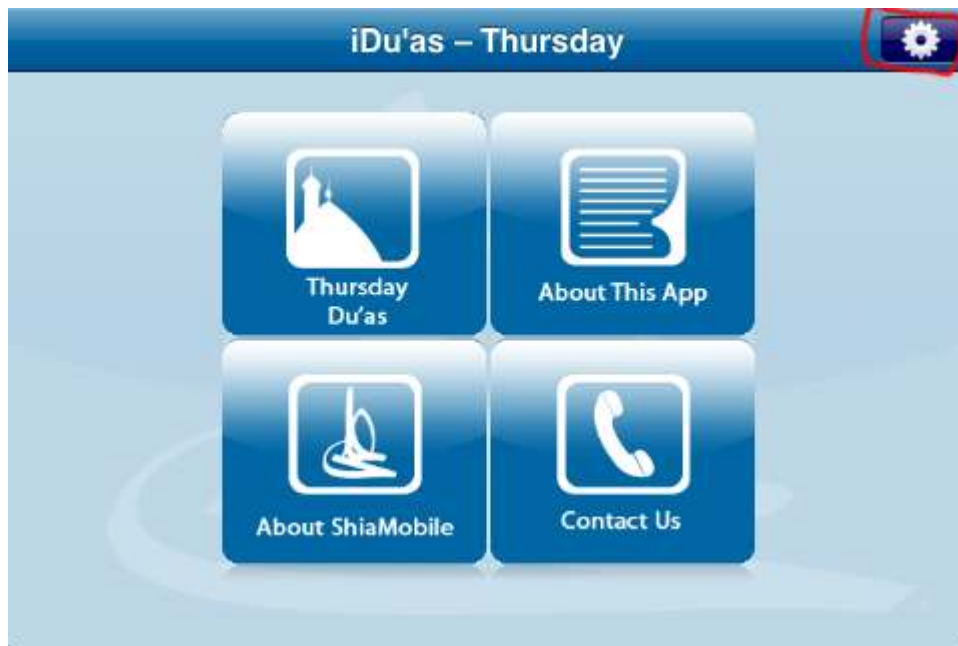 iDu'as – Thursday
Thursday
Du’as
About This App
About ShiaMobile
Contact Us